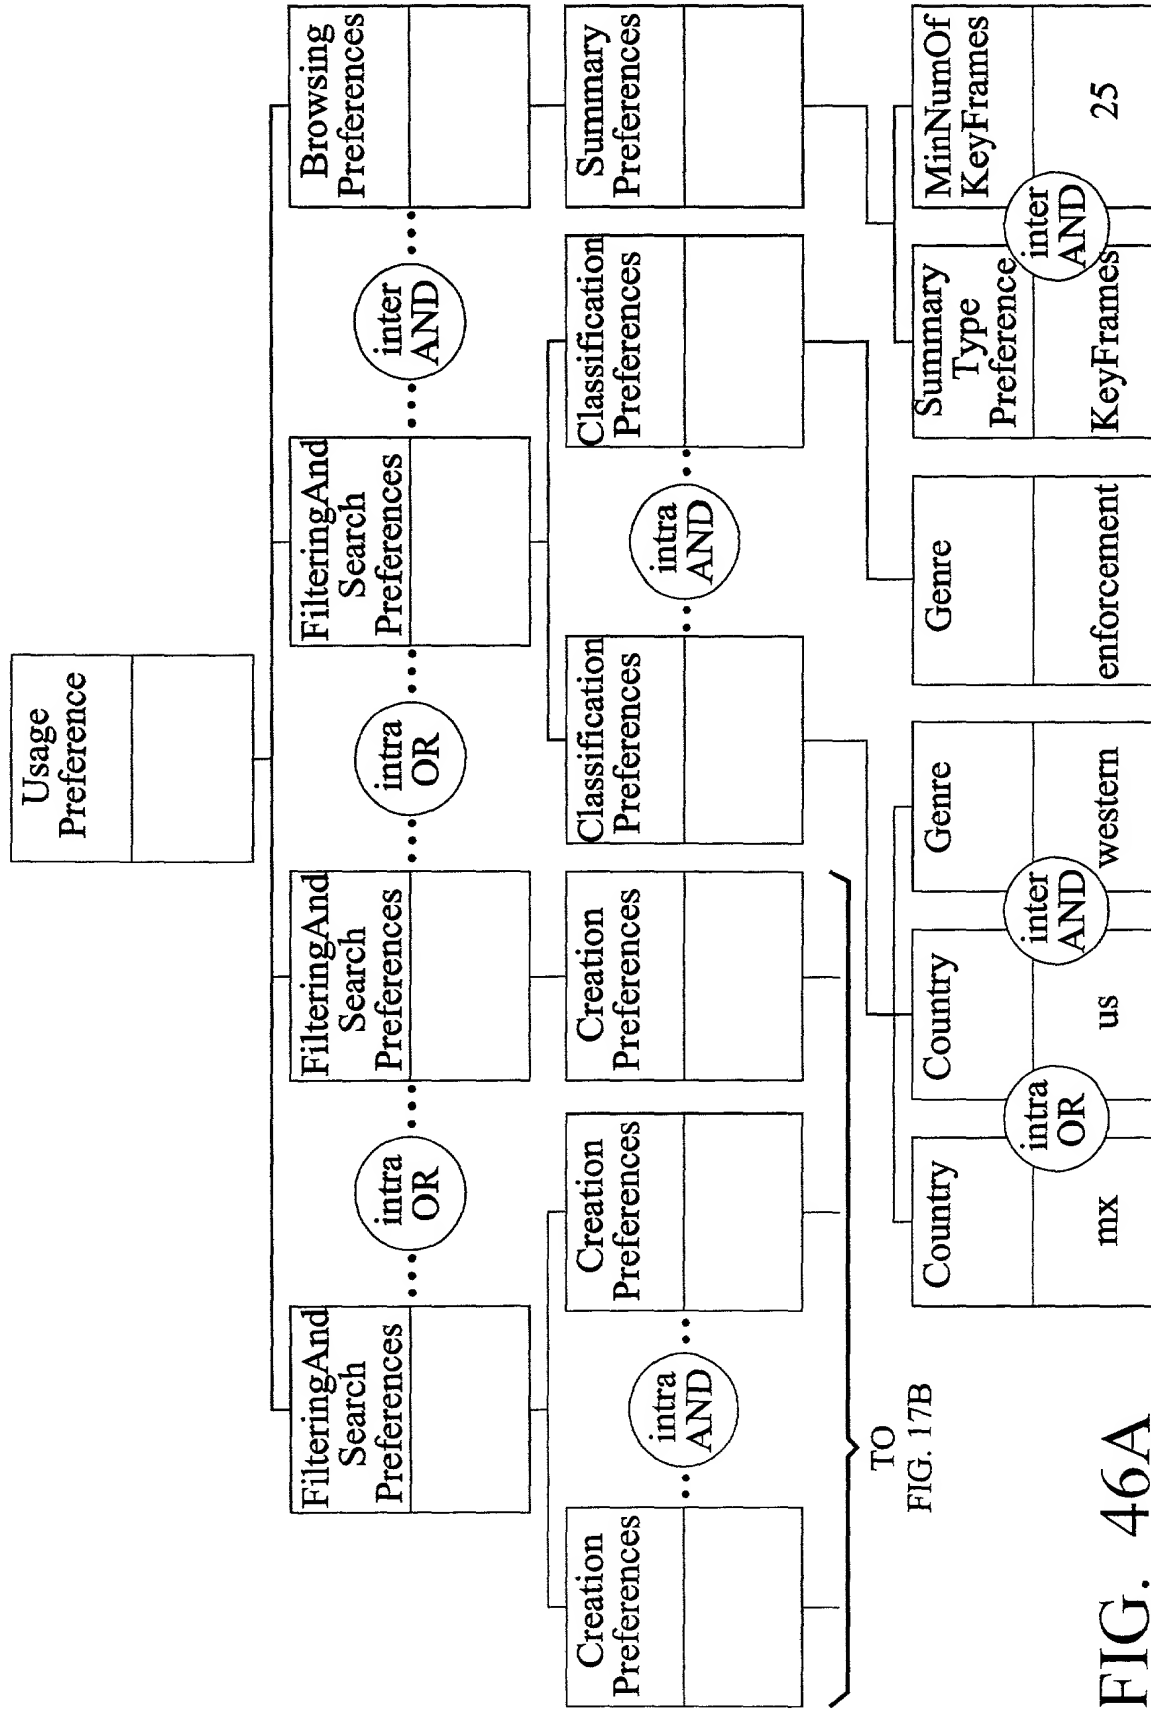 Usage
Preference
FilteringAnd
Search
Preferences
intra
OR
FilteringAnd
Search
Preferences
intra
OR
FilteringAnd
Search
Preferences
inter
AND
Browsing
Preferences
Creation
Preferences
intra
AND
Creation
Preferences
Creation
Preferences
Classification
Preferences
intra
AND
Classification
Preferences
Summary
Preferences
TO
FIG. 17B
Country
mx
intra
OR
Country
us
inter
AND
Genre
western
Genre
enforcement
Summary
Type
Preference
KeyFrames
inter
AND
MinNumOf
KeyFrames
25
FIG. 46A